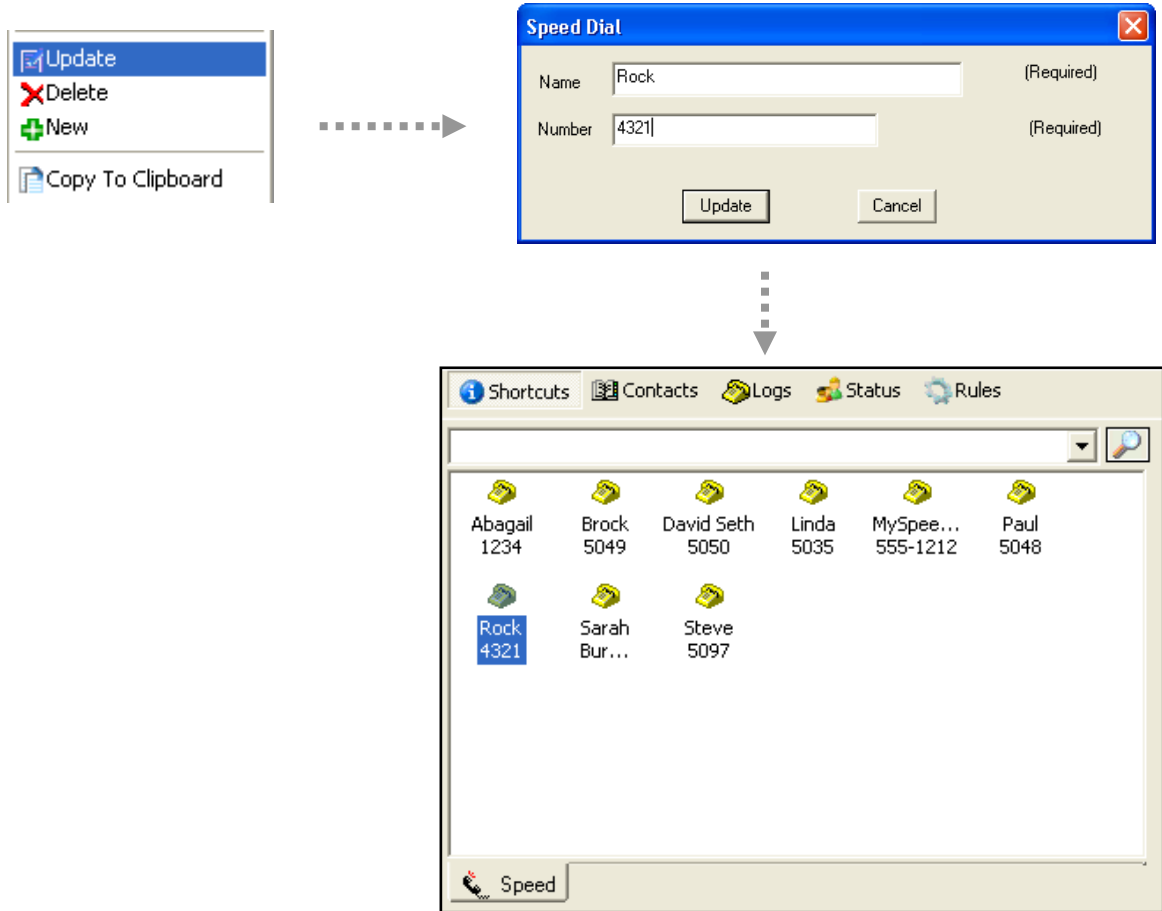 Update
Delete
New
Copy To Clipboard
Speed Dial
Name Rock (Required)
Number 4321 (Required)
Update Cancel
Shortcuts Contacts Logs Status Rules
Abagail Brock David Seth Linda MySpee... Paul
1234 5049 5050 5035 555-1212 5048
Rock Sarah Steve
4321 Bur... 5097
Speed